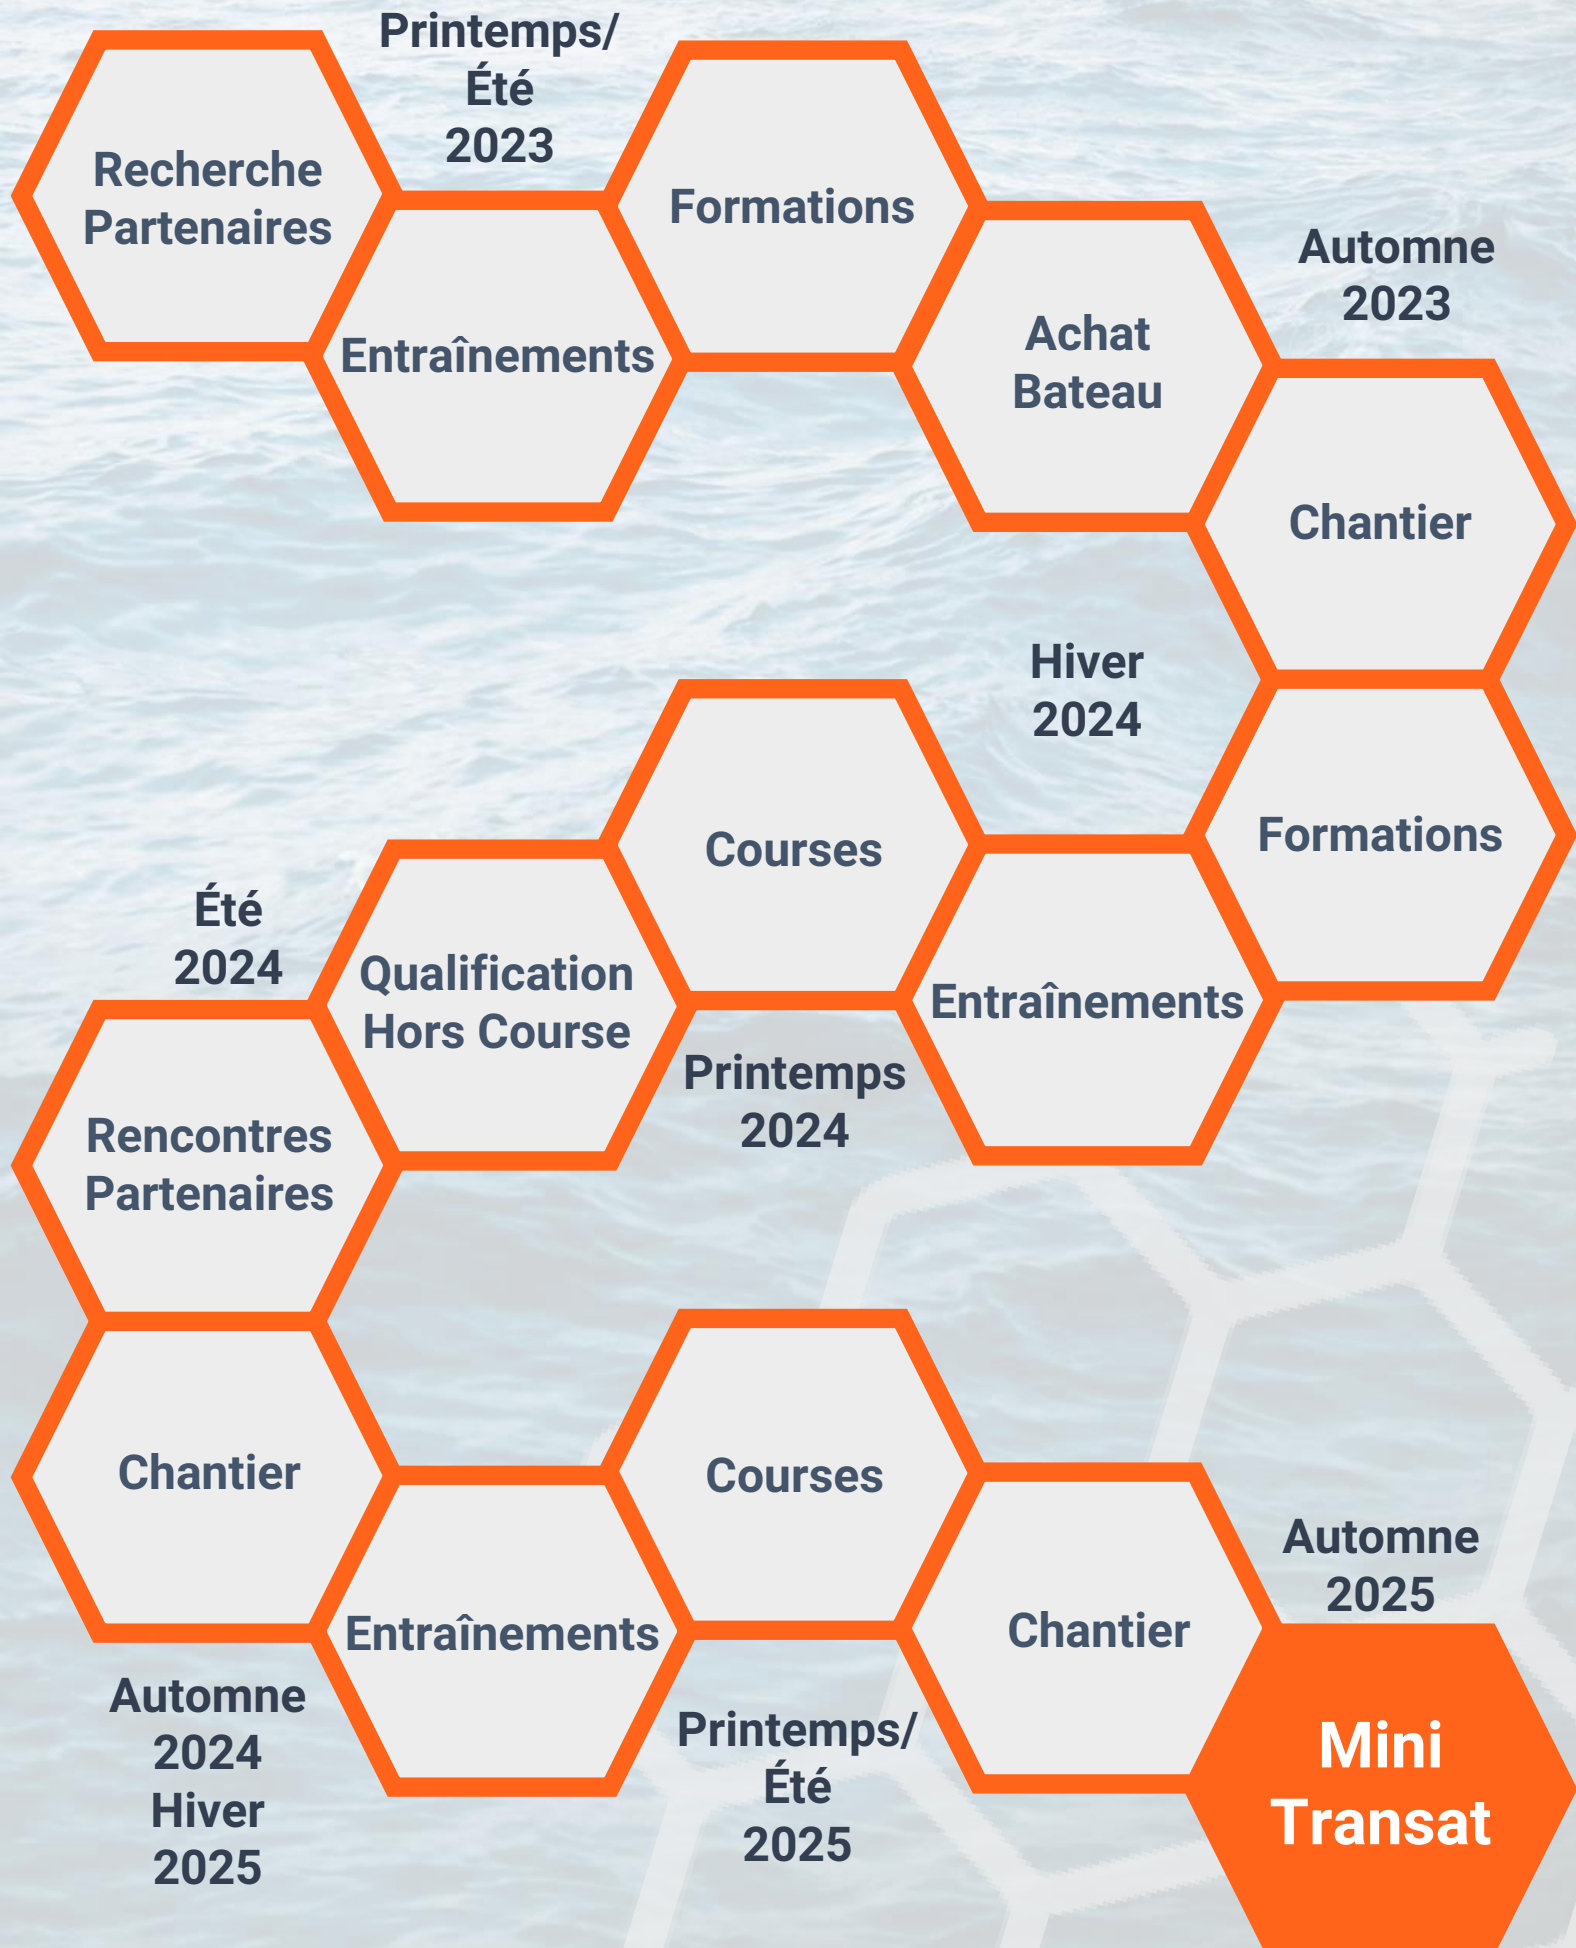 Recherche
Partenaires
Printemps/
Été
2023
Entraînements
Formations
Achat
Bateau
Automne
2023
Chantier
Formations
Hiver
2024
Entraînements
Courses
Printemps
2024
Qualification
Hors Course
Été
2024
Rencontres
Partenaires
Chantier
Automne
2024
Hiver
2025
Entraînements
Courses
Printemps/
Été
2025
Chantier
Automne
2025
Mini
Transat